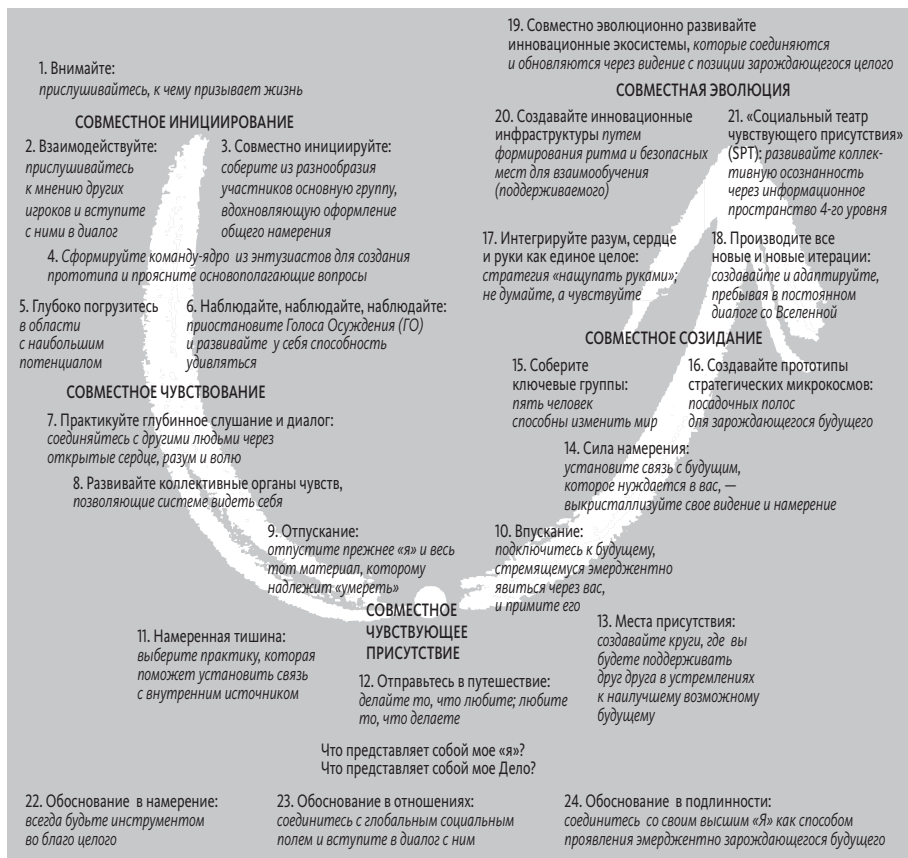 1. Внимайте:
прислушивайтесь, к чему призывает жизнь
СОВМЕСТНОЕ ИНИЦИИРОВАНИЕ
2. Взаимодействуйте:
прислушивайтесь
к мнению других
игроков и вступите
с ними в диалог
3. Совместно инициируйте:
соберите из разнообразия
участников основную группу,
вдохновляющую оформление
общего намерения
4. Сформируйте команду-ядро из энтузиастов для создания
прототипа и проясните основополагающие вопросы
5. Глубоко погрузитесь
в области
с наибольшим
потенциалом
6. Наблюдайте, наблюдайте, наблюдайте:
приостановите Голоса Осуждения (ГО)
и развивайте у себя способность
удивляться
СОВМЕСТНОЕ ЧУВСТВОВАНИЕ
7. Практикуйте глубинное слушание и диалог:
соединяйтесь с другими людьми через
открытые сердце, разум и волю
8. Развивайте коллективные органы чувств,
позволяющие системе видеть себя
9. Отпускание:
отпустите прежнее «я» и весь
тот материал, которому
надлежит «умереть»
10. Впускание:
подключитесь к будущему,
стремящемуся эмерджентно
явиться через вас,
и примите его
СОВМЕСТНОЕ
ЧУВСТВУЮЩЕЕ
ПРИСУТСТВИЕ
11. Намеренная тишина:
выберите практику, которая
поможет установить связь
с внутренним источником
12. Отправьтесь в путешествие:
делайте то, что любите; любите
то, что делаете
13. Места присутствия:
создавайте круги, где вы
будете поддерживать
друг друга в устремлениях
к наилучшему возможному
будущему
Что представляет собой мое «я»?
Что представляет собой мое Дело?
14. Сила намерения:
установите связь с будущим,
которое нуждается в вас, —
выкристаллизуйте свое видение и намерение
15. Соберите
ключевые группы:
пять человек
способны изменить мир
16. Создавайте прототипы
стратегических микрокосмов:
посадочных полос
для зарождающегося будущего
СОВМЕСТНОЕ СОЗИДАНИЕ
17. Интегрируйте разум, сердце
и руки как единое целое:
стратегия «нащупать руками»;
не думайте, а чувствуйте
18. Производите все
новые и новые итерации:
создавайте и адаптируйте,
пребывая в постоянном
диалоге со Вселенной
19. Совместно эволюционно развивайте
инновационные экосистемы, которые соединяются
и обновляются через видение с позиции зарождающегося целого
СОВМЕСТНАЯ ЭВОЛЮЦИЯ
20. Создавайте инновационные
инфраструктуры путем
формирования ритма и безопасных
мест для взаимообучения
(поддерживаемого)
21. «Социальный театр
чувствующего присутствия»
(SPT): развивайте коллек-
тивную осознанность
через информационное
пространство 4-го уровня
22. Обоснование в намерение:
всегда будьте инструментом
во благо целого
23. Обоснование в отношениях:
соединитесь с глобальным социальным
полем и вступите в диалог с ним
24. Обоснование в подлинности:
соединитесь со своим высшим «Я» как способом
проявления эмерджентно зарождающегося будущего